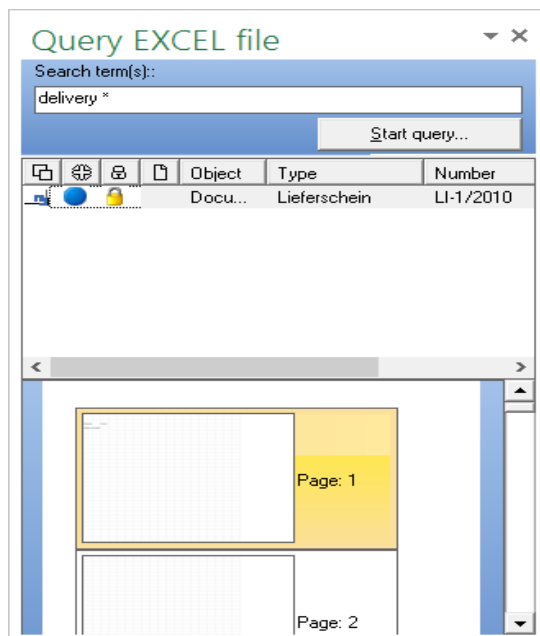 Query EXCEL file
Search term(s)::
delivery *
Start query...
Object Type Number
Docu... Lieferschein LI-1/2010
Page: 1
Page: 2